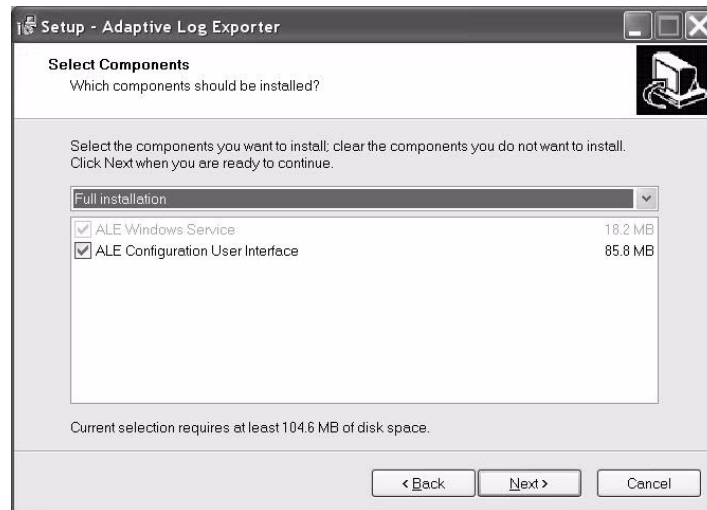 Setup - Adaptive Log Exporter
Select Components
Which components should be installed?
Select the components you want to install; clear the components you do not want to install.
Click Next when you are ready to continue.
Full installation
ALE Windows Service 18.2 MB
ALE Configuration User Interface 85.8 MB
Current selection requires at least 104.6 MB of disk space.
< Back Next > Cancel